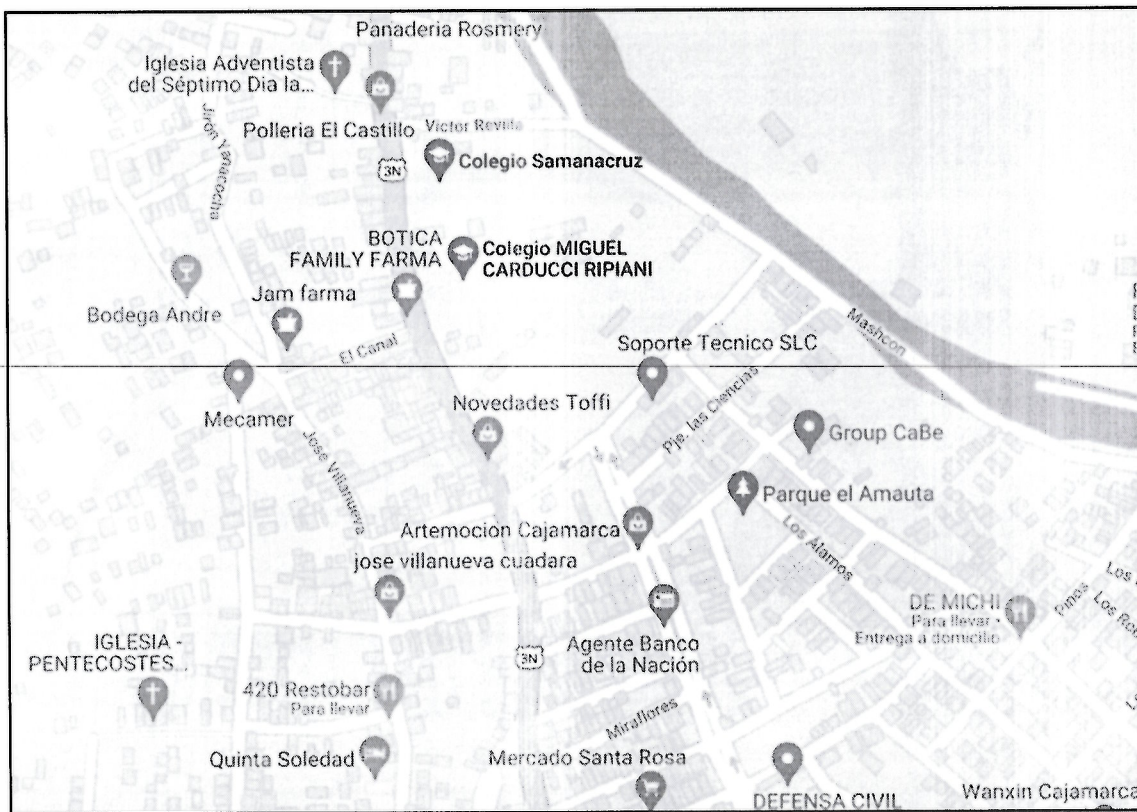 Panaderia Rosmery
Iglesia Adventista
del Séptimo Dia la...
Jirón Yanacocha
Polleria El Castillo
Victor Revilla
3N
Colegio Samanacruz
BOTICA
FAMILY FARMA
Colegio MIGUEL
CARDUCCI RIPIANI
Jam farma
Bodega Andre
El Canal
Mashcon
Soporte Tecnico SLC
Mecamer
Novedades Toffi
Pje. las Ciencias
Jose Villanueva
Group CaBe
Parque el Amauta
Artemocion Cajamarca
Los Alamos
jose villanueva cuadara
DE MICHI
Para llevar •
Entrega a domicilio
Pinos
Los
Agente Banco
de la Nación
IGLESIA -
PENTECOSTES...
3N
420 Restobar
Para llevar
Miraflores
Quinta Soledad
Mercado Santa Rosa
DEFENSA CIVIL
Wanxin Cajamarca